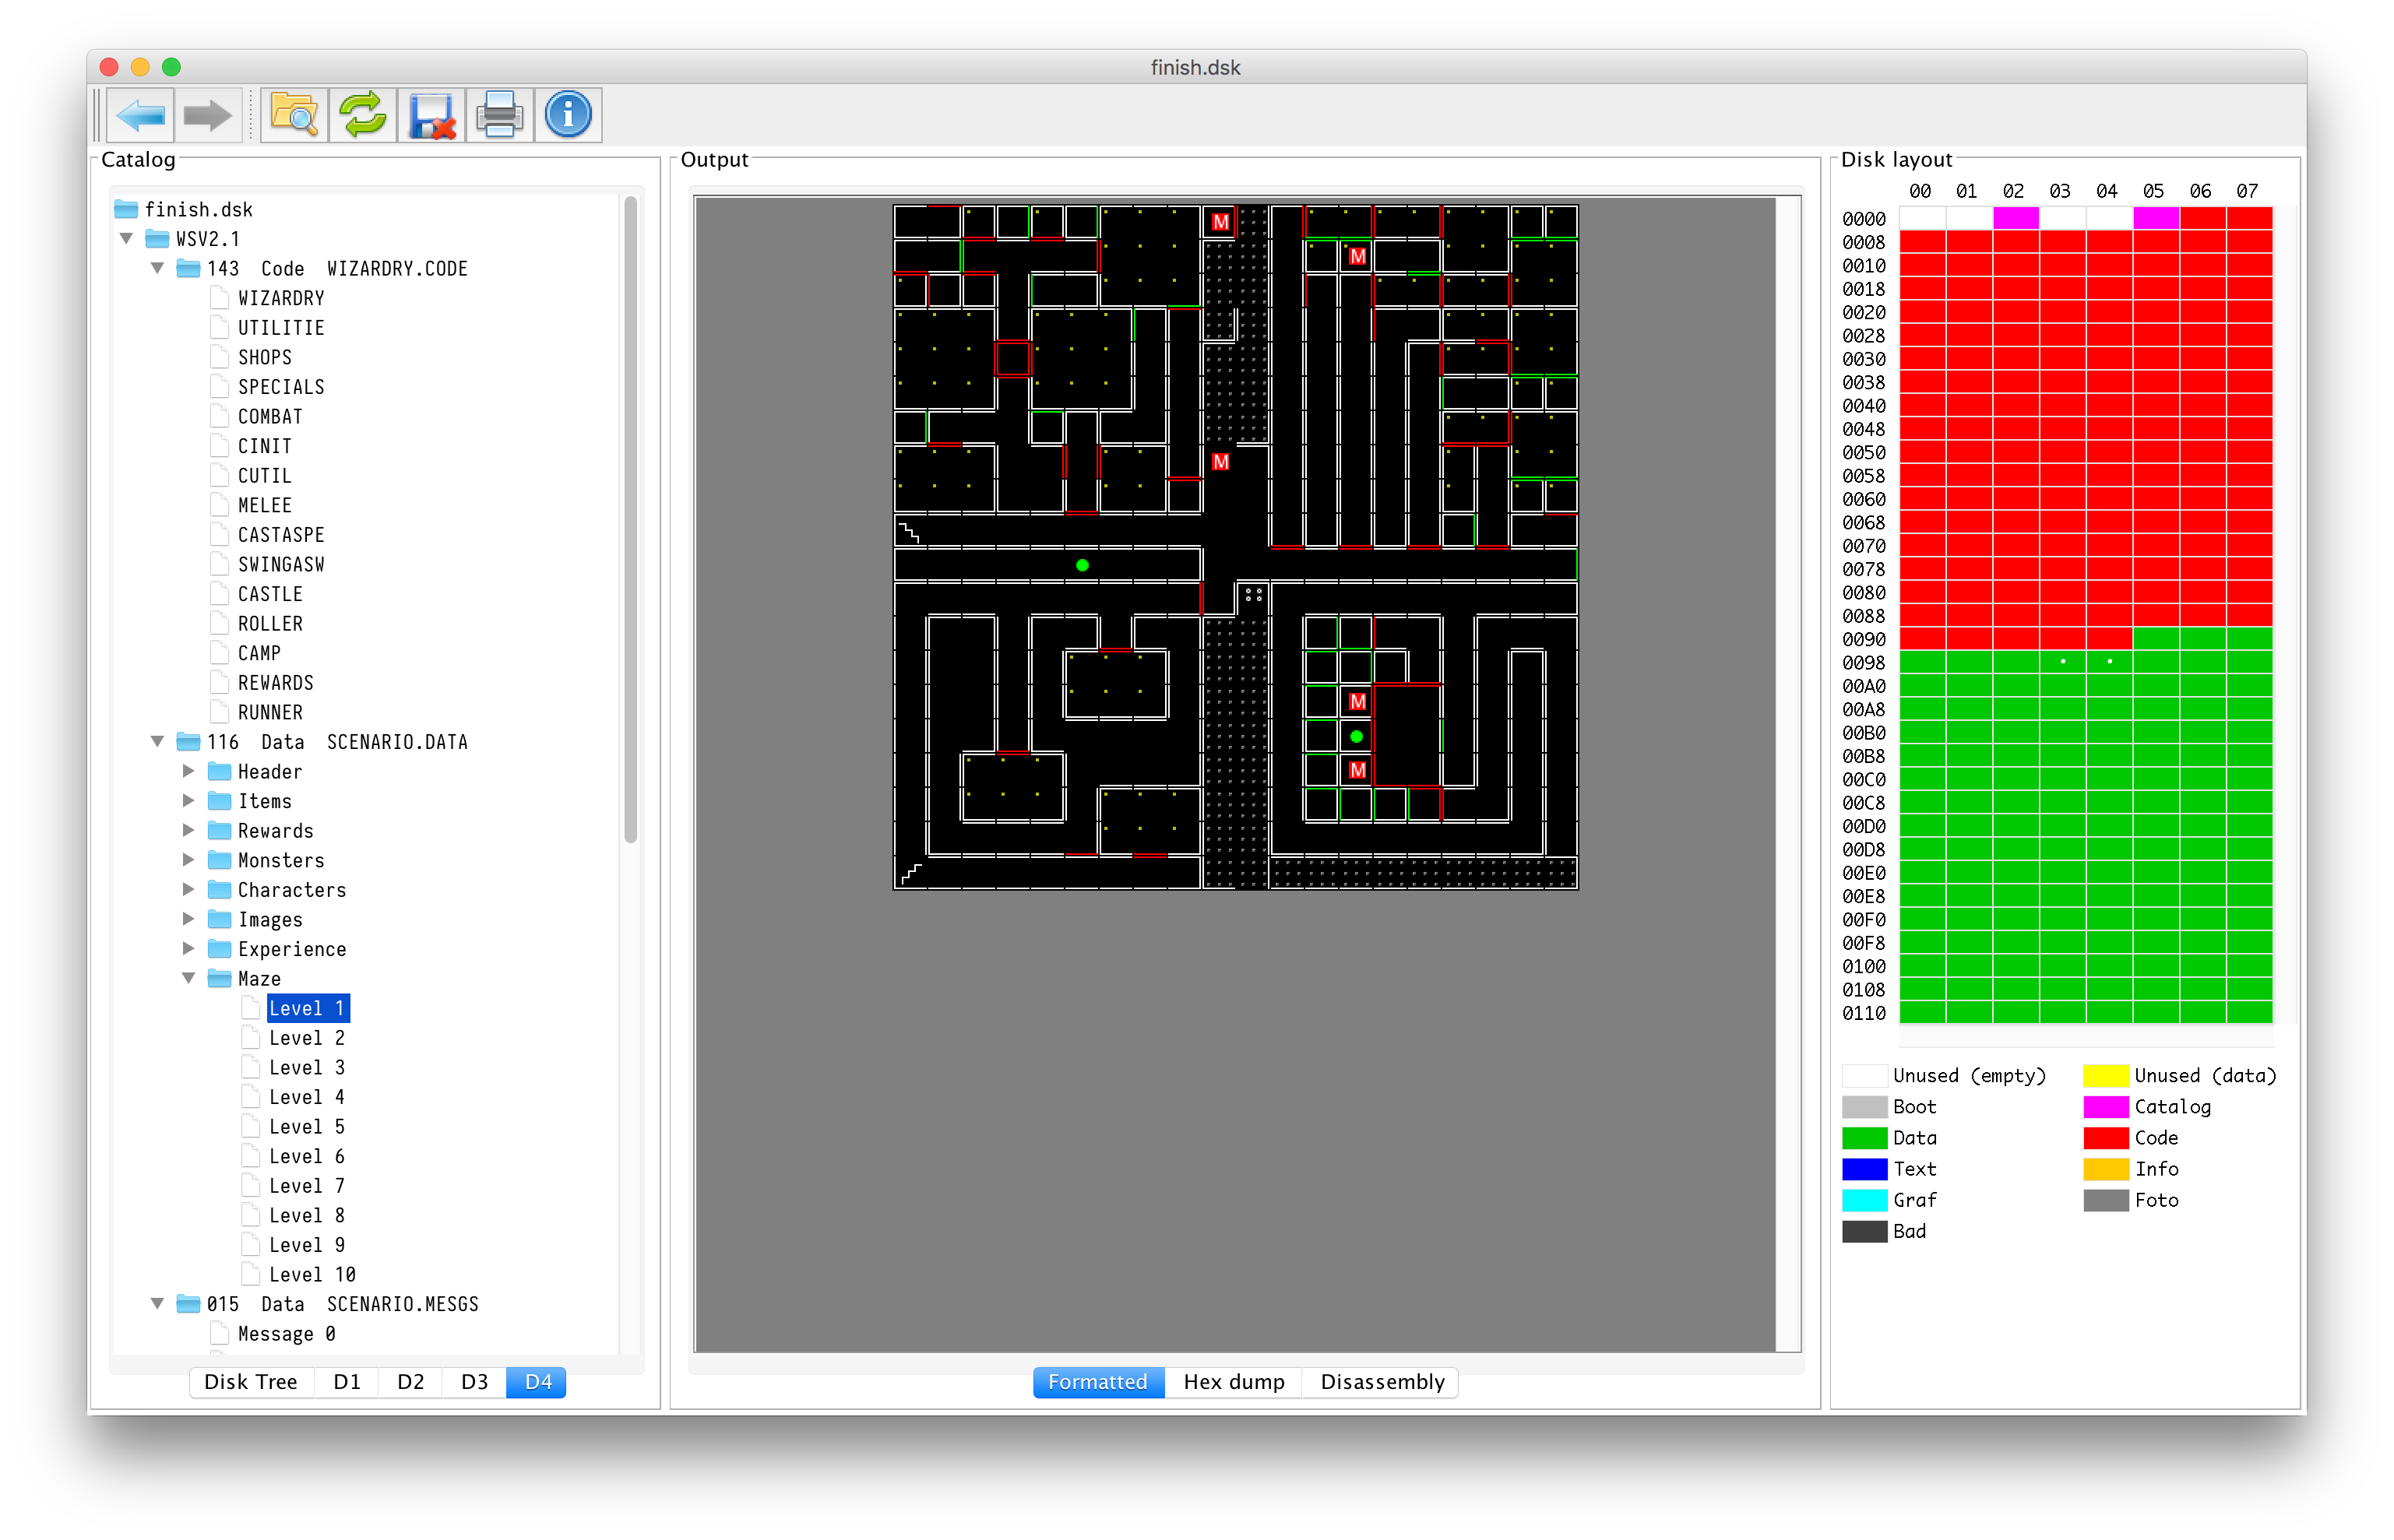 finish.dsk
Catalog
finish.dsk
WSV2.1
143 Code WIZARDRY.CODE
WIZARDRY
UTILITIE
SHOPS
SPECIALS
COMBAT
CINIT
CUTIL
MELEE
CASTASPE
SWINGASW
CASTLE
ROLLER
CAMP
REWARDS
RUNNER
116 Data SCENARIO.DATA
Header
Items
Rewards
Monsters
Characters
Images
Experience
Maze
Level 1
Level 2
Level 3
Level 4
Level 5
Level 6
Level 7
Level 8
Level 9
Level 10
015 Data SCENARIO.MESGS
Message 0
Disk Tree D1 D2 D3 D4
Output
M
M
M
M
M
Formatted Hex dump Disassembly
Disk layout
00 01 02 03 04 05 06 07
0000
0008
0010
0018
0020
0028
0030
0038
0040
0048
0050
0058
0060
0068
0070
0078
0080
0088
0090
0098
00A0
00A8
00B0
00B8
00C0
00C8
00D0
00D8
00E0
00E8
00F0
00F8
0100
0108
0110
Unused (empty) Unused (data)
Boot Catalog
Data Code
Text Info
Graf Foto
Bad